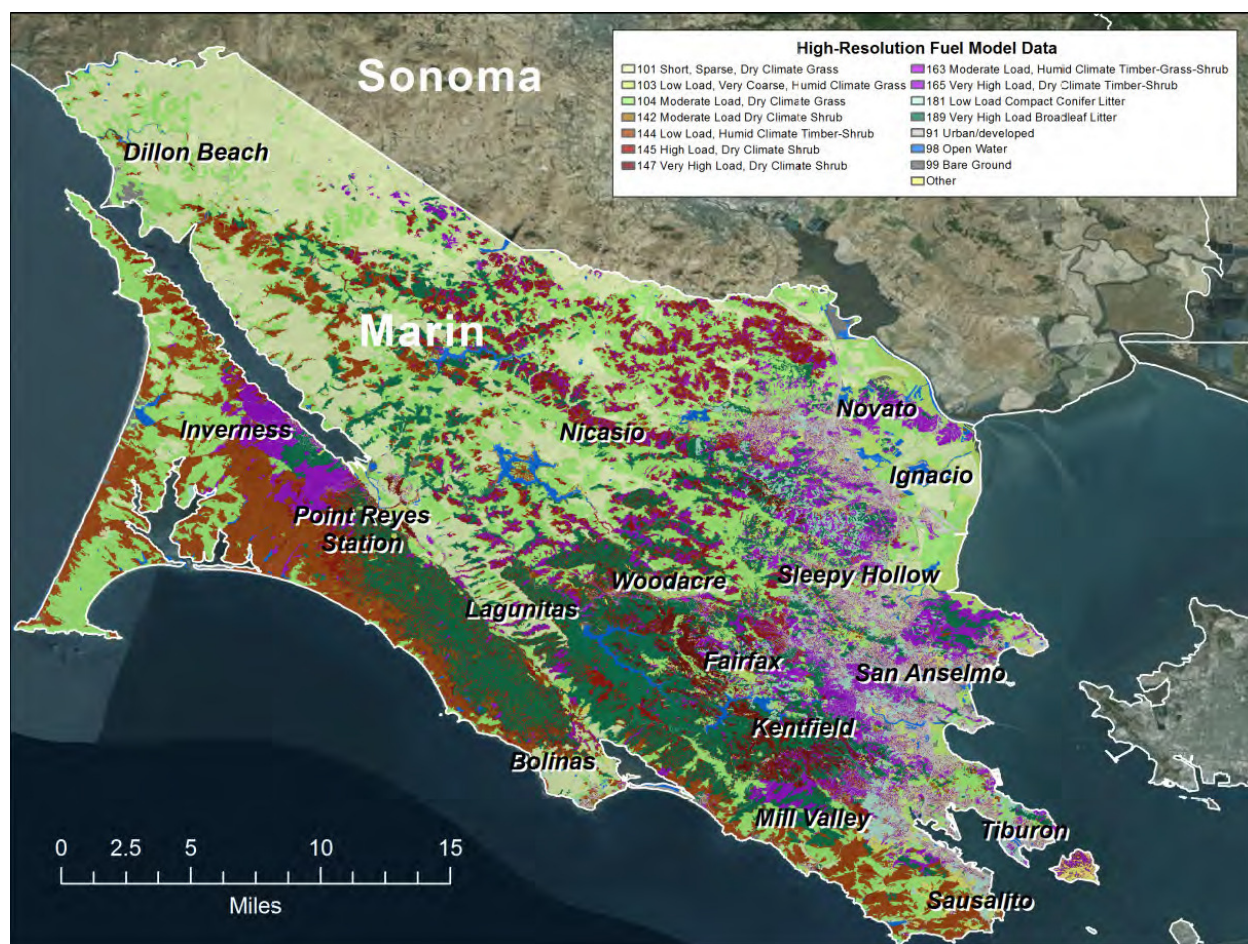 Sonoma
High-Resolution Fuel Model Data
101 Short, Sparse, Dry Climate Grass
103 Low Load, Very Coarse, Humid Climate Grass
104 Moderate Load, Dry Climate Grass
142 Moderate Load Dry Climate Shrub
144 Low Load, Humid Climate Timber-Shrub
145 High Load, Dry Climate Shrub
147 Very High Load, Dry Climate Shrub
163 Moderate Load, Humid Climate Timber-Grass-Shrub
165 Very High Load, Dry Climate Timber-Shrub
181 Low Load Compact Conifer Litter
189 Very High Load Broadleaf Litter
91 Urban/developed
98 Open Water
99 Bare Ground
Other
Dillon Beach
Marin
Novato
Inverness
Nicasio
Ignacio
Point Reyes
Station
Woodacre
Sleepy Hollow
Lagunitas
Fairfax
San Anselmo
Kentfield
Bolinas
Mill Valley
Tiburon
Sausalito
0 2.5 5 10 15
Miles